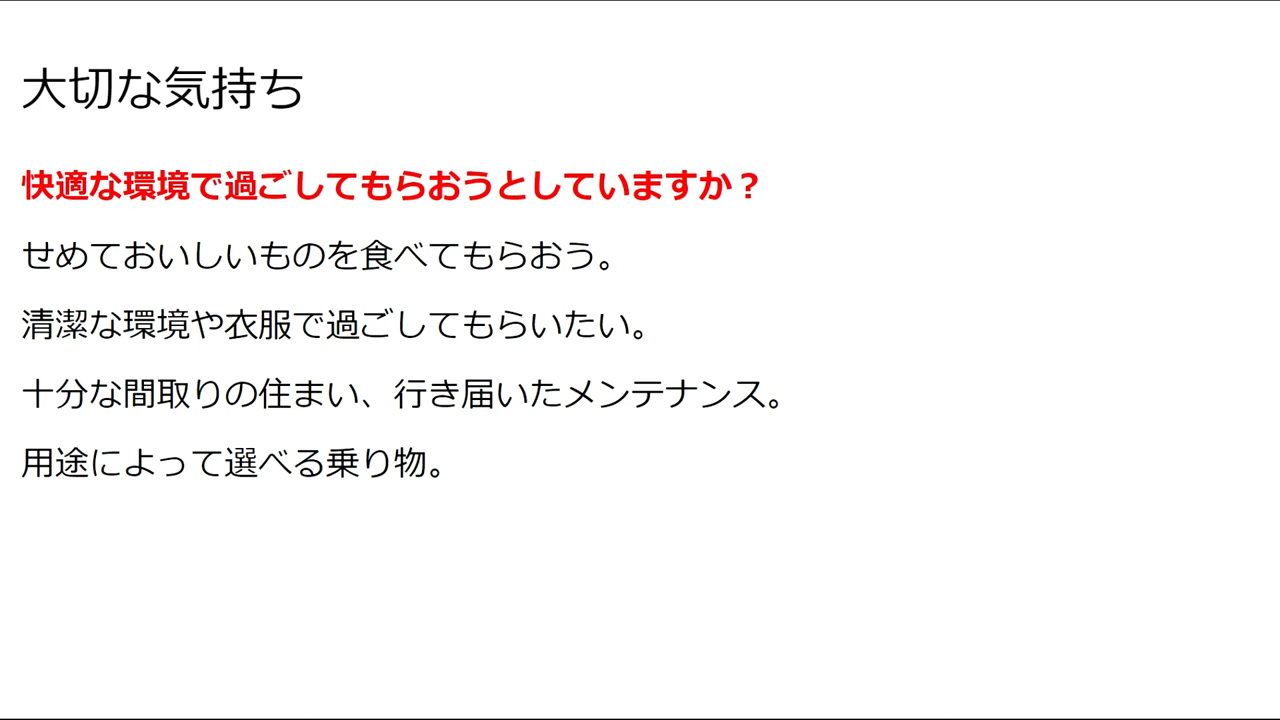 大切な気持ち
快適な環境で過ごしてもらおうとしていますか？
せめておいしいものを食べてもらおう。
清潔な環境や衣服で過ごしてもらいたい。
十分な間取りの住まい、行き届いたメンテナンス。
用途によって選べる乗り物。